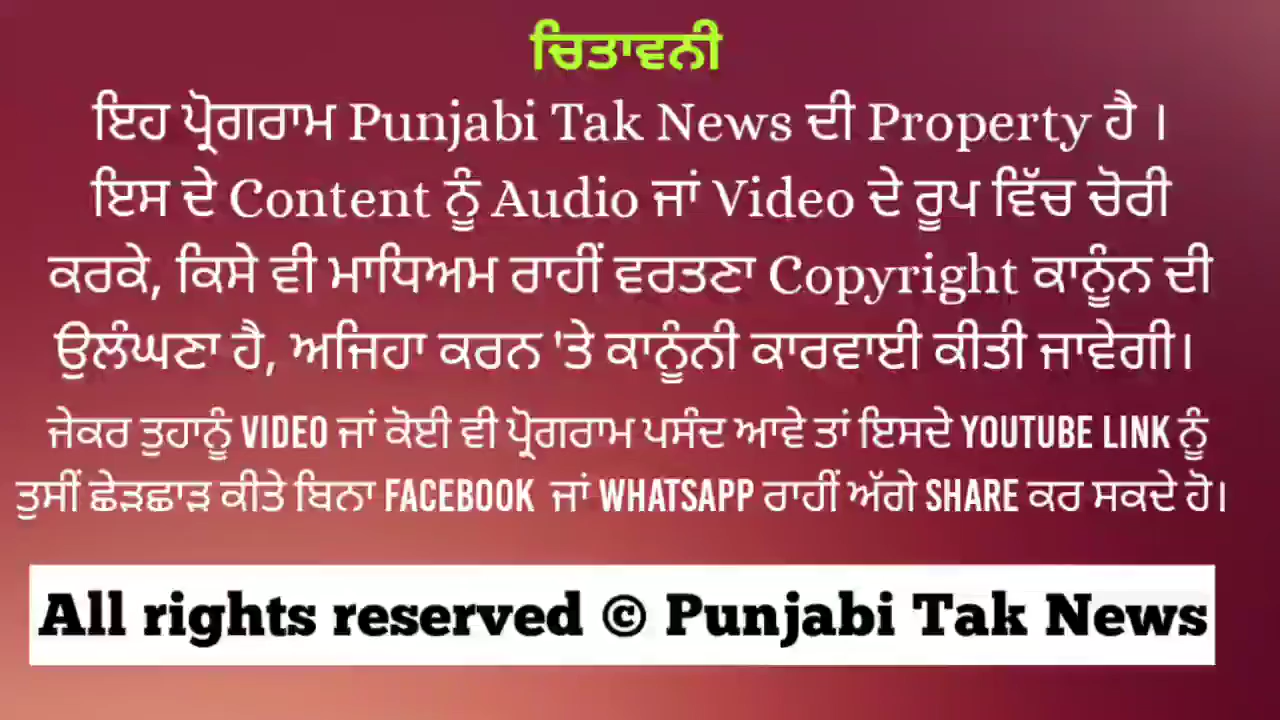 ਚਿਤਾਵਨੀ
ਇਹ ਪ੍ਰੋਗਰਾਮ Punjabi Tak News ਦੀ Property ਹੈ ।
ਇਸ ਦੇ Content ਨੂੰ Audio ਜਾਂ Video ਦੇ ਰੂਪ ਵਿੱਚ ਚੋਰੀ
ਕਰਕੇ, ਕਿਸੇ ਵੀ ਮਾਧਿਅਮ ਰਾਹੀਂ ਵਰਤਣਾ Copyright ਕਾਨੂੰਨ ਦੀ
ਉਲੰਘਣਾ ਹੈ, ਅਜਿਹਾ ਕਰਨ 'ਤੇ ਕਾਨੂੰਨੀ ਕਾਰਵਾਈ ਕੀਤੀ ਜਾਵੇਗੀ।
ਜੇਕਰ ਤੁਹਾਨੂੰ VIDEO ਜਾਂ ਕੋਈ ਵੀ ਪ੍ਰੋਗਰਾਮ ਪਸੰਦ ਆਵੇ ਤਾਂ ਇਸਦੇ YOUTUBE LINK ਨੂੰ
ਤੁਸੀਂ ਛੇੜਛਾੜ ਕੀਤੇ ਬਿਨਾ FACEBOOK ਜਾਂ WHATSAPP ਰਾਹੀਂ ਅੱਗੇ SHARE ਕਰ ਸਕਦੇ ਹੋ।
All rights reserved © Punjabi Tak News